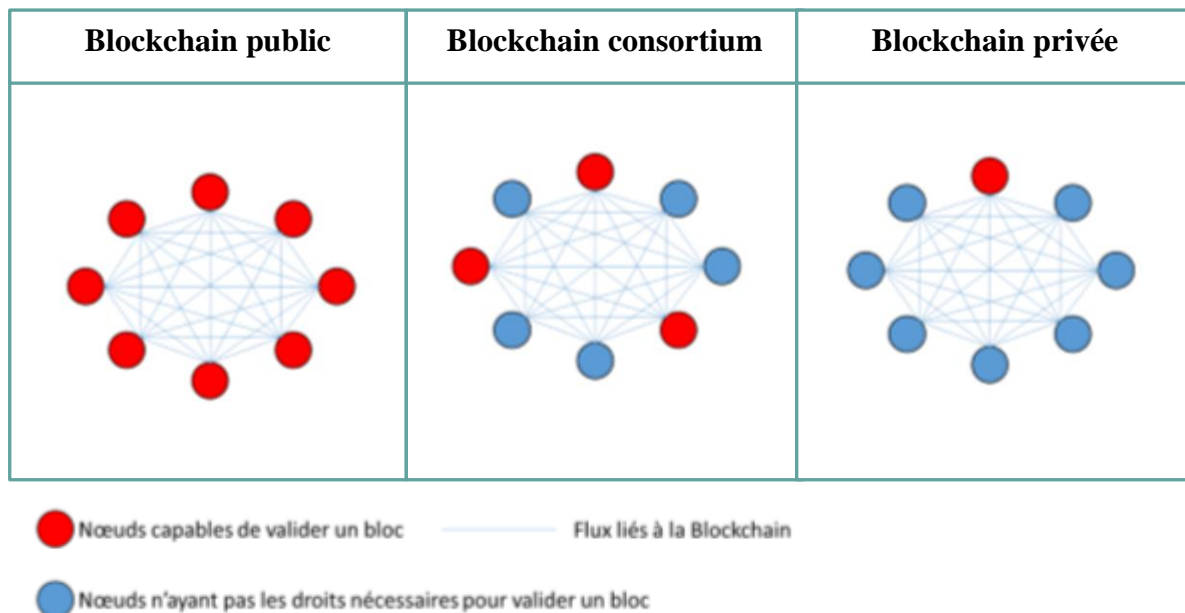 Blockchain public
Blockchain consortium
Blockchain privée
Nœuds capables de valider un bloc
Flux liés à la Blockchain
Nœuds n'ayant pas les droits nécessaires pour valider un bloc